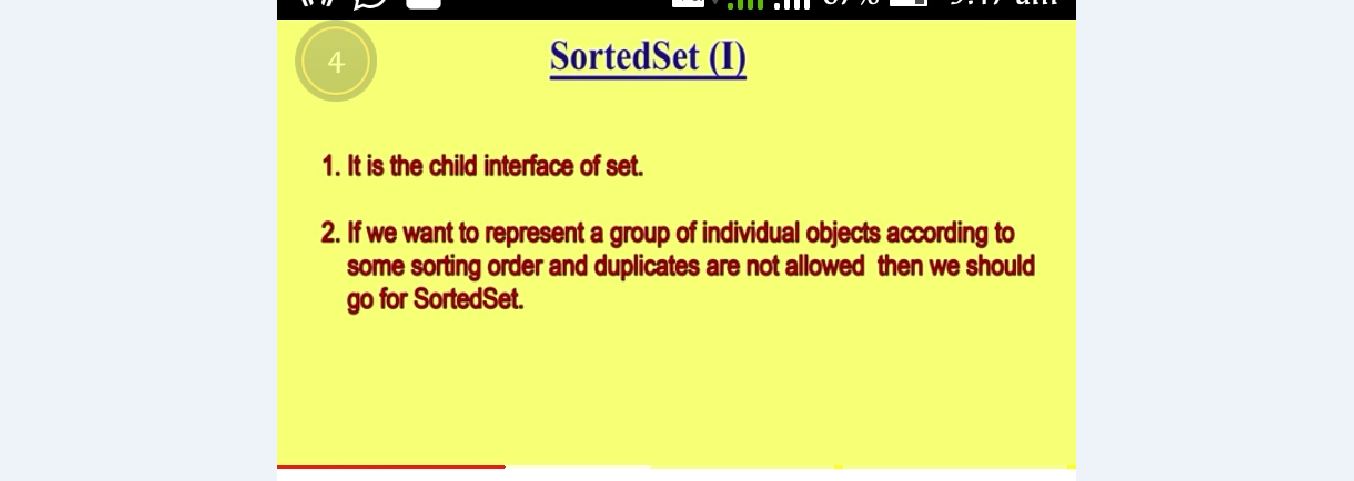 4
SortedSet (I)
1. It is the child interface of set.
2. If we want to represent a group of individual objects according to
some sorting order and duplicates are not allowed then we should
go for SortedSet.